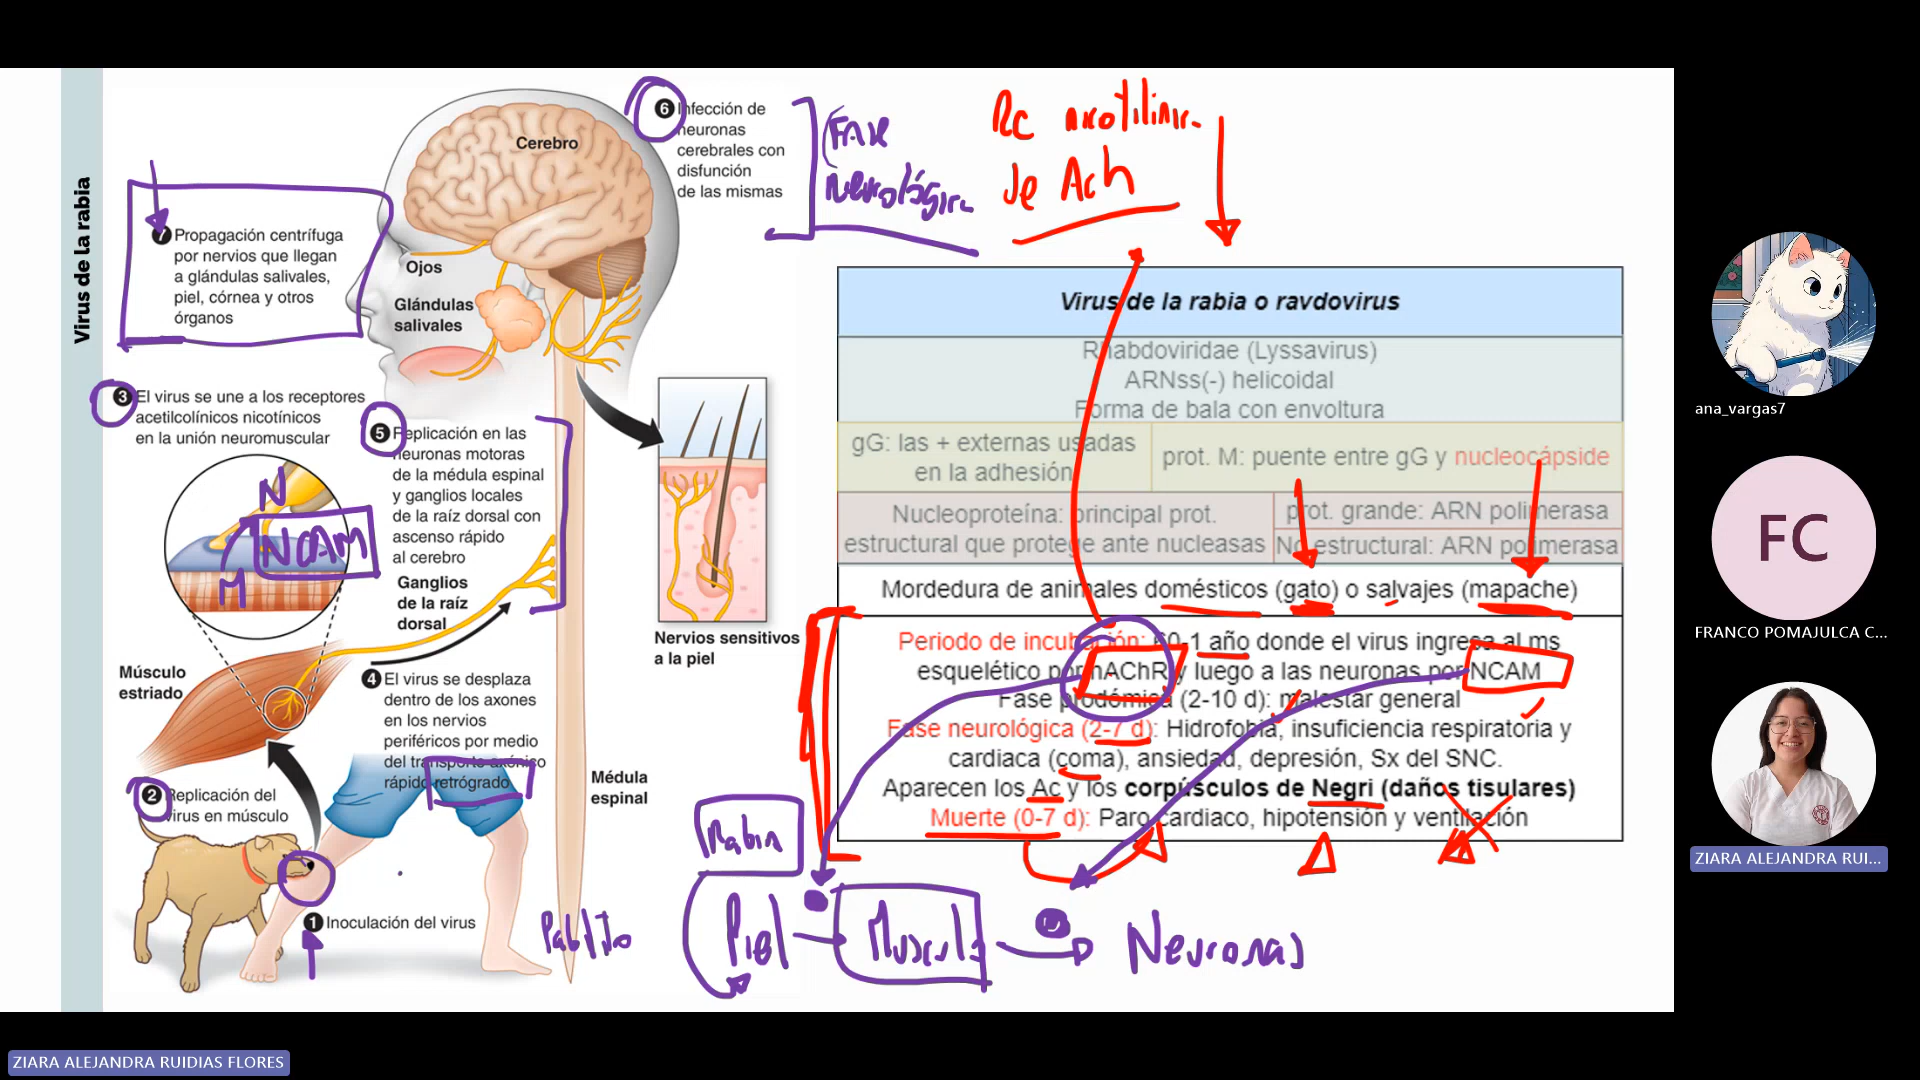 Virus de la rabia
6 Infección de
neuronas
cerebrales con
disfunción
de las mismas
Cerebro
7 Propagación centrífuga
por nervios que llegan
a glándulas salivales,
piel, córnea y otros
órganos
Ojos
Glándulas
salivales
3 El virus se une a los receptores
acetilcolínicos nicotínicos
en la unión neuromuscular
5 Replicación en las
neuronas motoras
de la médula espinal
y ganglios locales
de la raíz dorsal con
ascenso rápido
al cerebro
N
NCAM
M
Ganglios
de la raíz
dorsal
Nervios sensitivos
a la piel
Músculo
estriado
4 El virus se desplaza
dentro de los axones
en los nervios
periféricos por medio
del transporte axónico
rápido retrógrado
Médula
espinal
2 Replicación del
virus en músculo
1 Inoculación del virus
Fase
neurológica
Rc
de Ach
Virus de la rabia o ravdovirus
Rhabdoviridae (Lyssavirus)
ARNss(-) helicoidal
Forma de bala con envoltura
gG: las + externas usadas
en la adhesión
prot. M: puente entre gG y nucleocápside
Nucleoproteína: principal prot.
estructural que protege ante nucleasas
prot. grande: ARN polimerasa
No estructural: ARN polimerasa
Mordedura de animales domésticos (gato) o salvajes (mapache)
Periodo de incubación: 60-1 año donde el virus ingresa al ms
esquelético por nAChR y luego a las neuronas por NCAM
Fase prodómica (2-10 d): malestar general
Fase neurológica (2-7 d): Hidrofobia, insuficiencia respiratoria y
cardiaca (coma), ansiedad, depresión, Sx del SNC.
Aparecen los Ac y los corpúsculos de Negri (daños tisulares)
Muerte (0-7 d): Paro cardiaco, hipotensión y ventilación
Rabia
Pablito
Piel
Musculo
Neuronas
ana_vargas7
FC
FRANCO POMAJULCA C...
ZIARA ALEJANDRA RUI...
ZIARA ALEJANDRA RUIDIAS FLORES